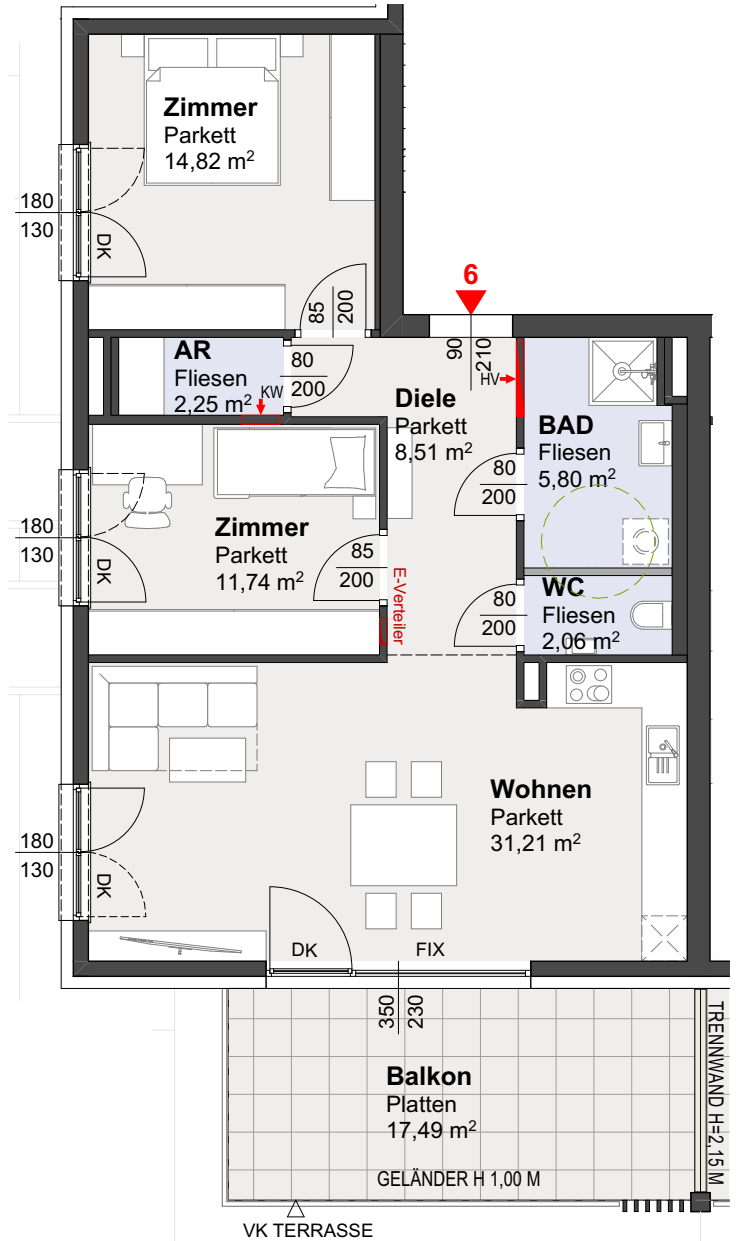 Zimmer
Parkett
14,82 m²
180
130
DK
85
200
6
90
210
HV
AR
Fliesen
2,25 m²
KW
80
200
Diele
Parkett
8,51 m²
BAD
Fliesen
5,80 m²
80
200
180
130
DK
Zimmer
Parkett
11,74 m²
85
200
E-Verteiler
80
200
WC
Fliesen
2,06 m²
Wohnen
Parkett
31,21 m²
180
130
DK
DK
FIX
350
230
Balkon
Platten
17,49 m²
TRENNWAND H=2,15 M
GELÄNDER H 1,00 M
VK TERRASSE